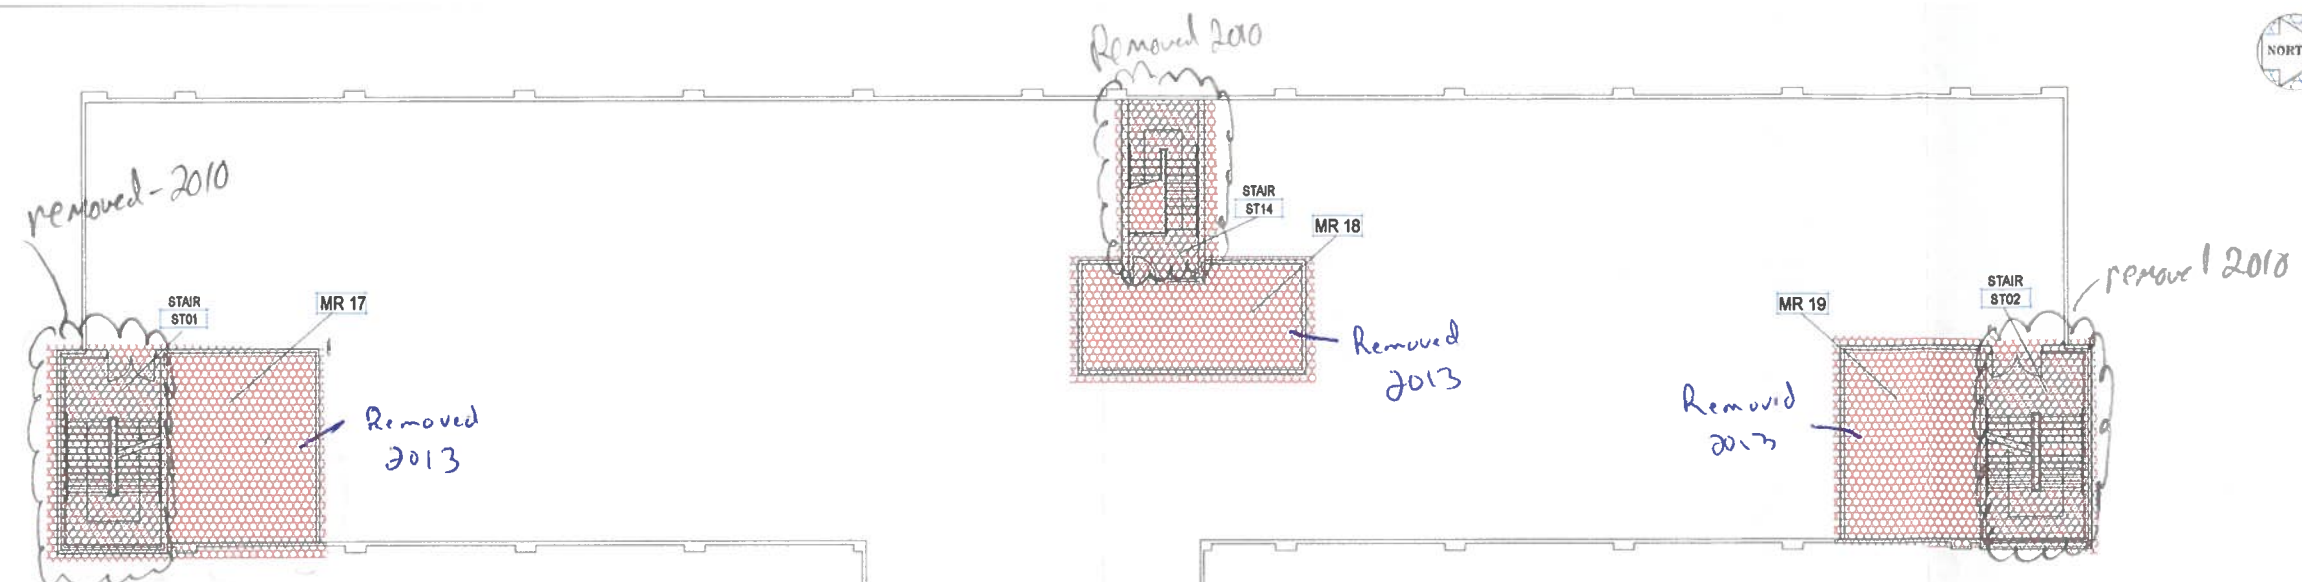 Removed 2010
NORT
removed-2010
STAIR
ST14
MR 18
removel 2010
STAIR
ST01
MR 17
MR 19
STAIR
ST02
Removed
2013
Removed
2013
Removed
2013